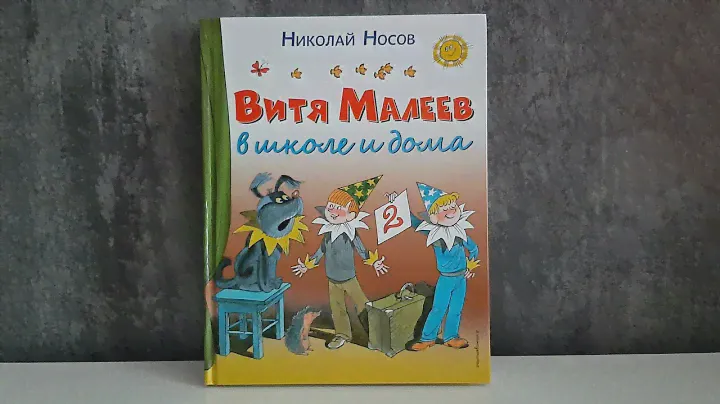 Николай Носов
Витя Малеев
в школе и дома
2